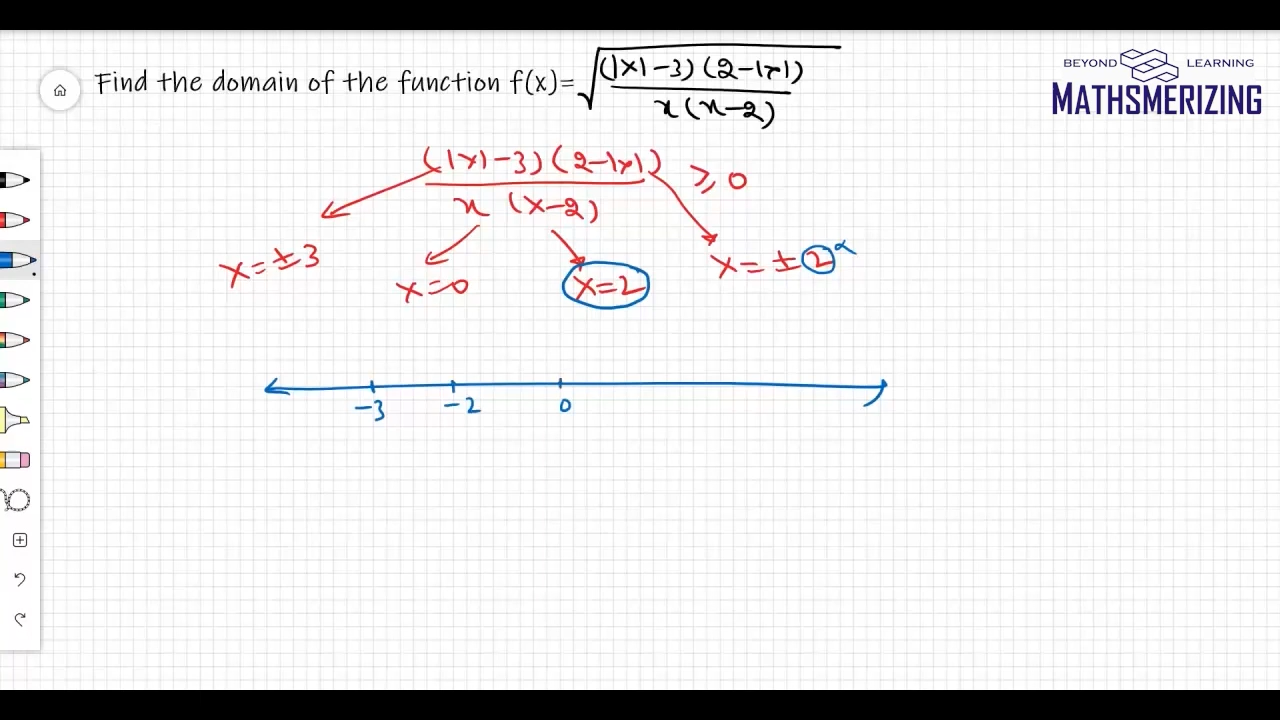 BEYOND LEARNING
MATHSMERIZING
Find the domain of the function f(x)=√((|x|-3)(2-|x|)/x(x-2))
(|x|-3)(2-|x|)/x(x-2) ≥ 0
x=±3
x=0
x=2
x=±2
-3 -2 0